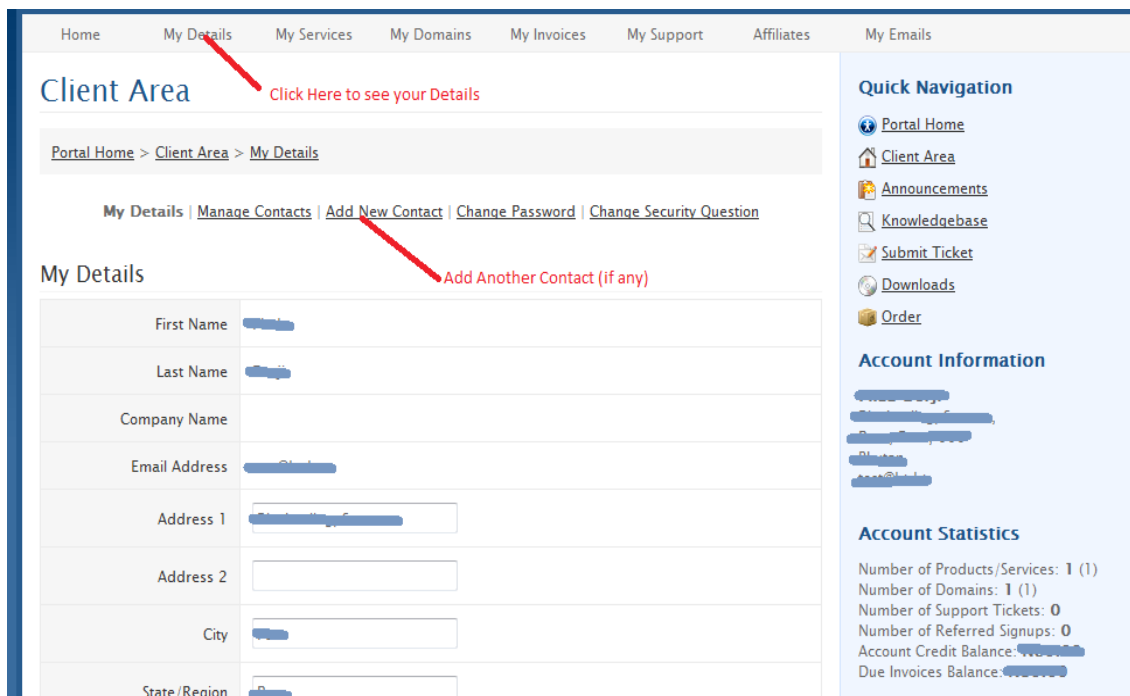 Home My Details My Services My Domains My Invoices My Support Affiliates My Emails
Client Area
Click Here to see your Details
Portal Home > Client Area > My Details
My Details | Manage Contacts | Add New Contact | Change Password | Change Security Question
Add Another Contact (if any)
My Details
First Name
Last Name
Company Name
Email Address
Address 1
Address 2
City
State/Region
Quick Navigation
Portal Home
Client Area
Announcements
Knowledgebase
Submit Ticket
Downloads
Order
Account Information
Account Statistics
Number of Products/Services: 1 (1)
Number of Domains: 1 (1)
Number of Support Tickets: 0
Number of Referred Signups: 0
Account Credit Balance:
Due Invoices Balance: